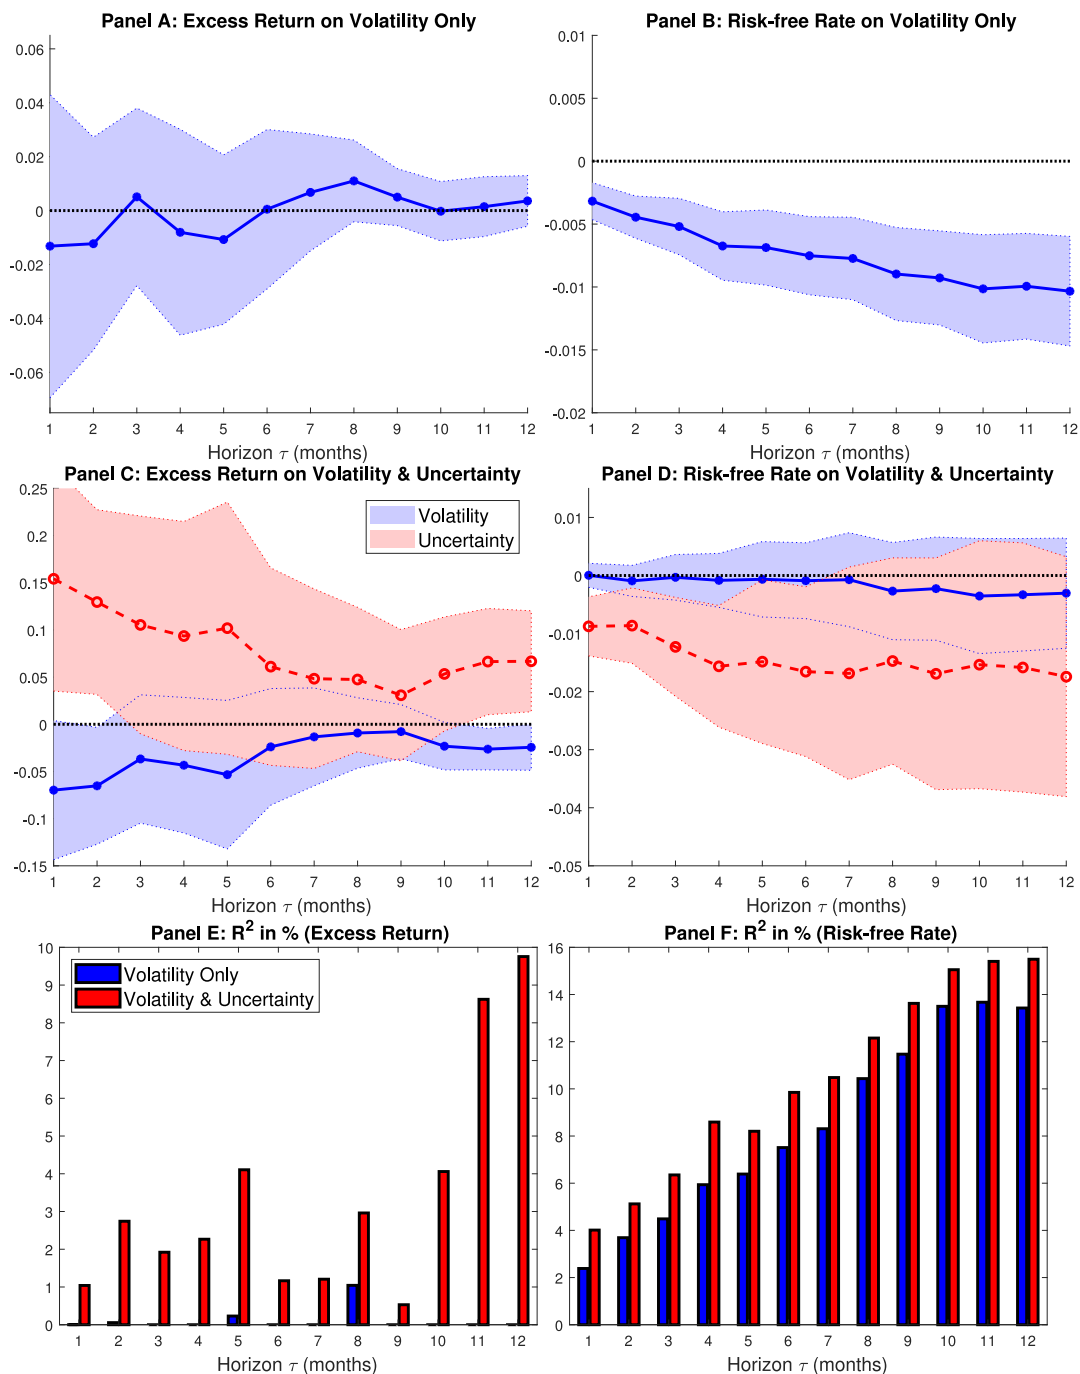 Panel A: Excess Return on Volatility Only
0.06
0.04
0.02
0
-0.02
-0.04
-0.06
1 2 3 4 5 6 7 8 9 10 11 12
Horizon τ (months)
Panel B: Risk-free Rate on Volatility Only
0.01
0.005
0
-0.005
-0.01
-0.015
-0.02
1 2 3 4 5 6 7 8 9 10 11 12
Horizon τ (months)
Panel C: Excess Return on Volatility & Uncertainty
0.25
0.2
0.15
0.1
0.05
0
-0.05
-0.1
-0.15
Volatility
Uncertainty
1 2 3 4 5 6 7 8 9 10 11 12
Horizon τ (months)
Panel D: Risk-free Rate on Volatility & Uncertainty
0.01
0
-0.01
-0.02
-0.03
-0.04
-0.05
1 2 3 4 5 6 7 8 9 10 11 12
Horizon τ (months)
Panel E: R² in % (Excess Return)
10
9
8
7
6
5
4
3
2
1
0
Volatility Only
Volatility & Uncertainty
1 2 3 4 5 6 7 8 9 10 11 12
Horizon τ (months)
Panel F: R² in % (Risk-free Rate)
16
14
12
10
8
6
4
2
0
1 2 3 4 5 6 7 8 9 10 11 12
Horizon τ (months)